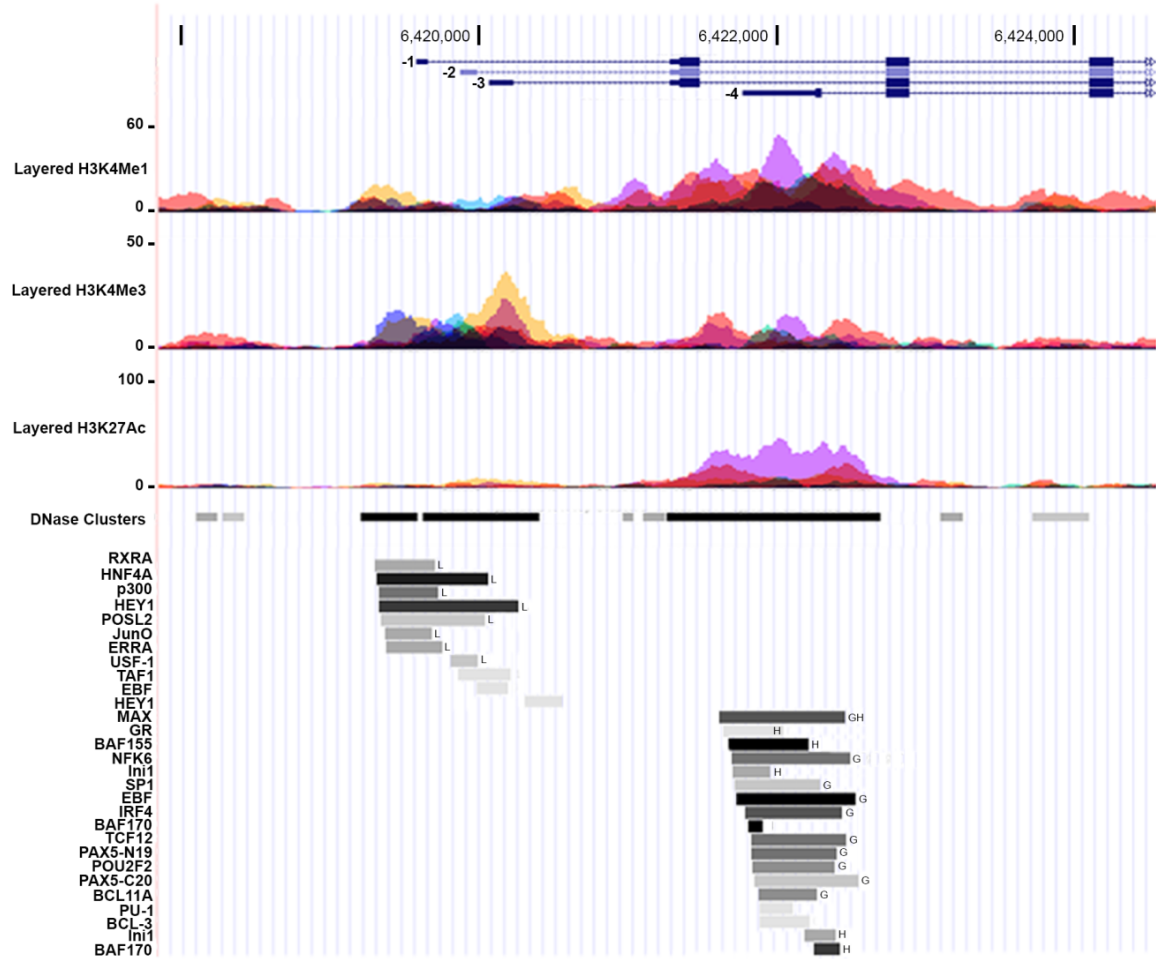 6,420,000 6,422,000 6,424,000
-1
-2
-3
-4
60
Layered H3K4Me1
0
50
Layered H3K4Me3
0
100
Layered H3K27Ac
0
DNase Clusters
RXRA L
HNF4A L
p300 L
HEY1 L
POSL2 L
JunO L
ERRA L
USF-1 L
TAF1
EBF
HEY1
MAX GH
GR H
BAF155 H
NFK6 G
Ini1 H
SP1 G
EBF G
IRF4 G
BAF170
TCF12 G
PAX5-N19 G
POU2F2 G
PAX5-C20 G
BCL11A G
PU-1
BCL-3
Ini1 H
BAF170 H